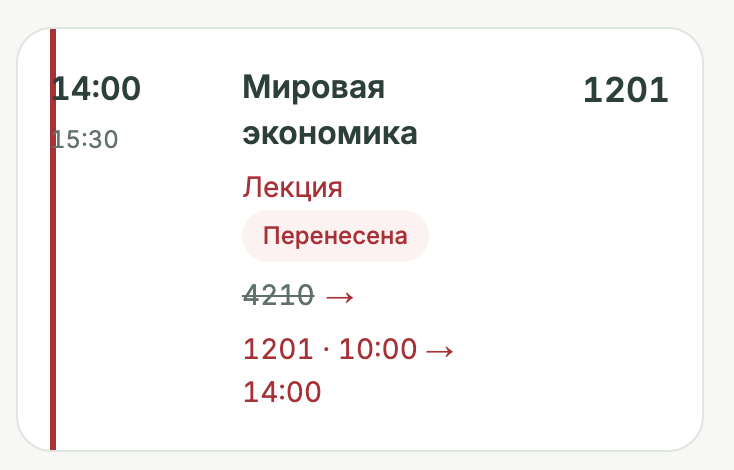 14:00
15:30
Мировая
экономика
1201
Лекция
Перенесена
4210 →
1201 · 10:00 →
14:00